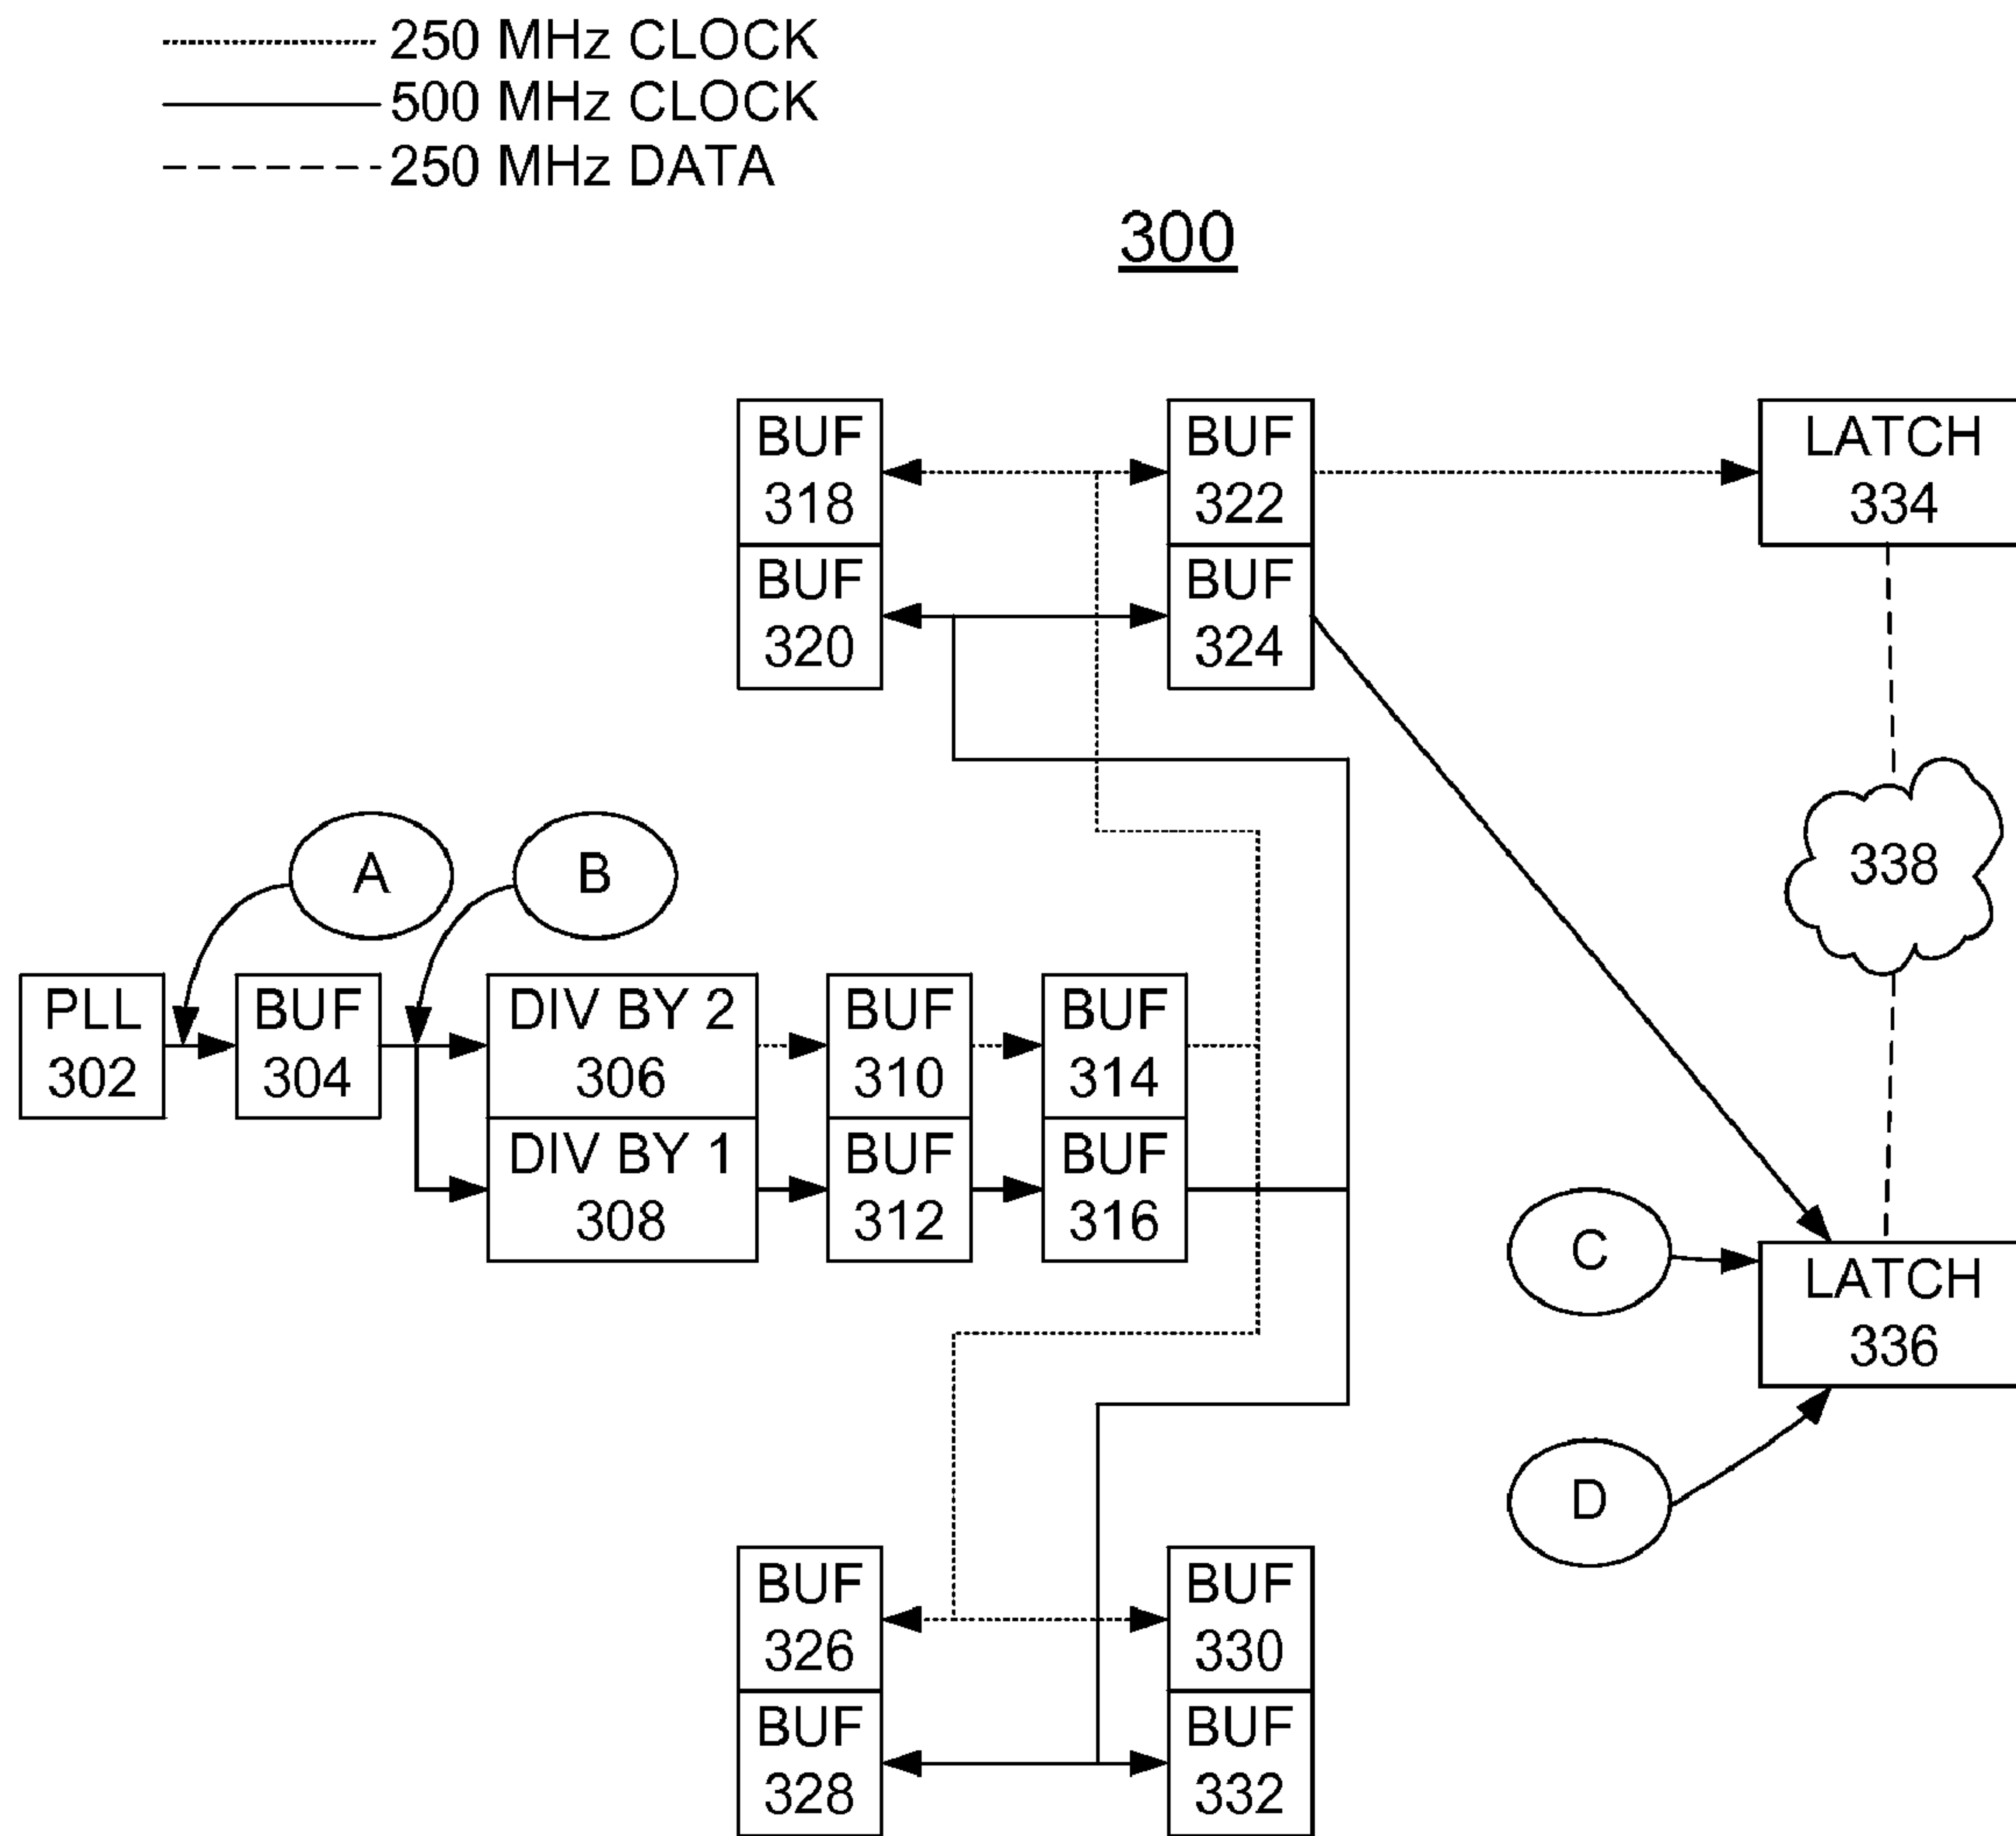 250 MHz CLOCK
500 MHz CLOCK
250 MHz DATA
300
BUF
318
BUF
322
LATCH
334
BUF
320
BUF
324
A
B
338
PLL
302
BUF
304
DIV BY 2
306
BUF
310
BUF
314
DIV BY 1
308
BUF
312
BUF
316
C
LATCH
336
D
BUF
326
BUF
330
BUF
328
BUF
332